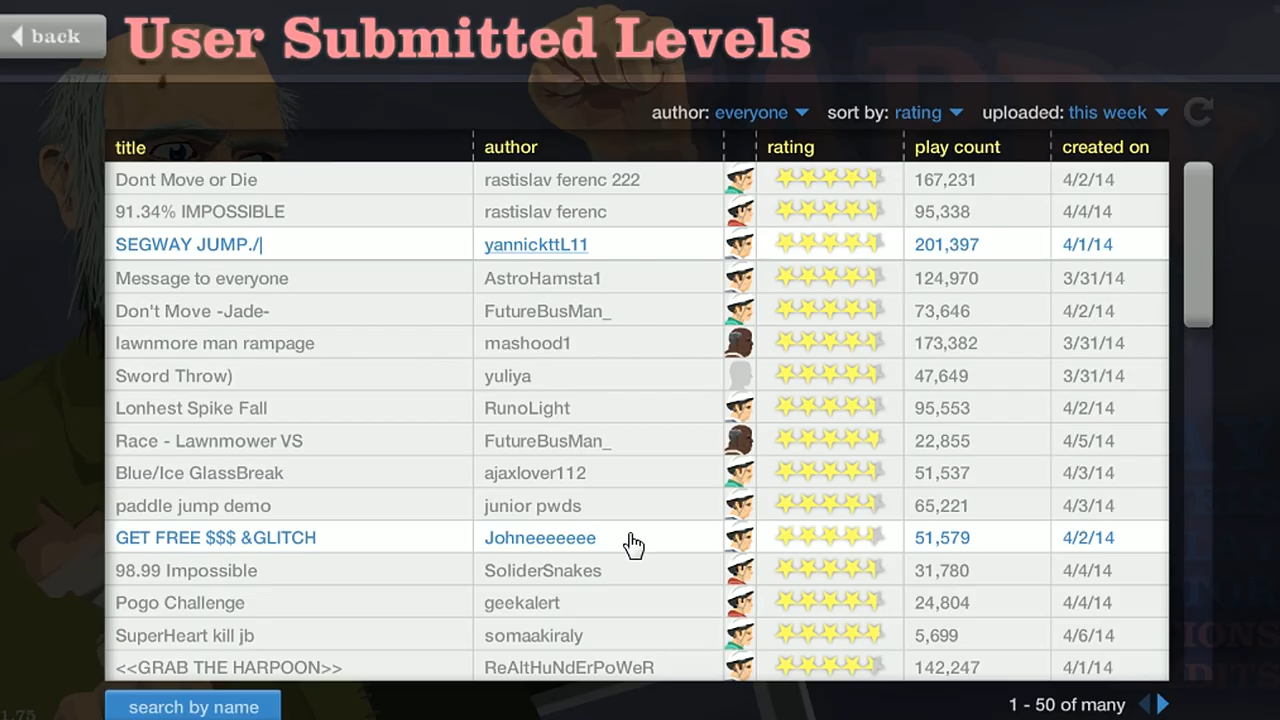 back
User Submitted Levels
author: everyone sort by: rating uploaded: this week
title author rating play count created on
Dont Move or Die rastislav ferenc 222 167,231 4/2/14
91.34% IMPOSSIBLE rastislav ferenc 95,338 4/4/14
SEGWAY JUMP./| yannickttL11 201,397 4/1/14
Message to everyone AstroHamsta1 124,970 3/31/14
Don't Move -Jade- FutureBusMan_ 73,646 4/2/14
lawnmore man rampage mashood1 173,382 3/31/14
Sword Throw) yuliya 47,649 3/31/14
Lonhest Spike Fall RunoLight 95,553 4/2/14
Race - Lawnmower VS FutureBusMan_ 22,855 4/5/14
Blue/Ice GlassBreak ajaxlover112 51,537 4/3/14
paddle jump demo junior pwds 65,221 4/3/14
GET FREE $$$ &GLITCH Johneeeeeee 51,579 4/2/14
98.99 Impossible SoliderSnakes 31,780 4/4/14
Pogo Challenge geekalert 24,804 4/4/14
SuperHeart kill jb somaakiraly 5,699 4/6/14
<<GRAB THE HARPOON>> ReAltHuNdErPoWeR 142,247 4/1/14
search by name 1 - 50 of many
1.75